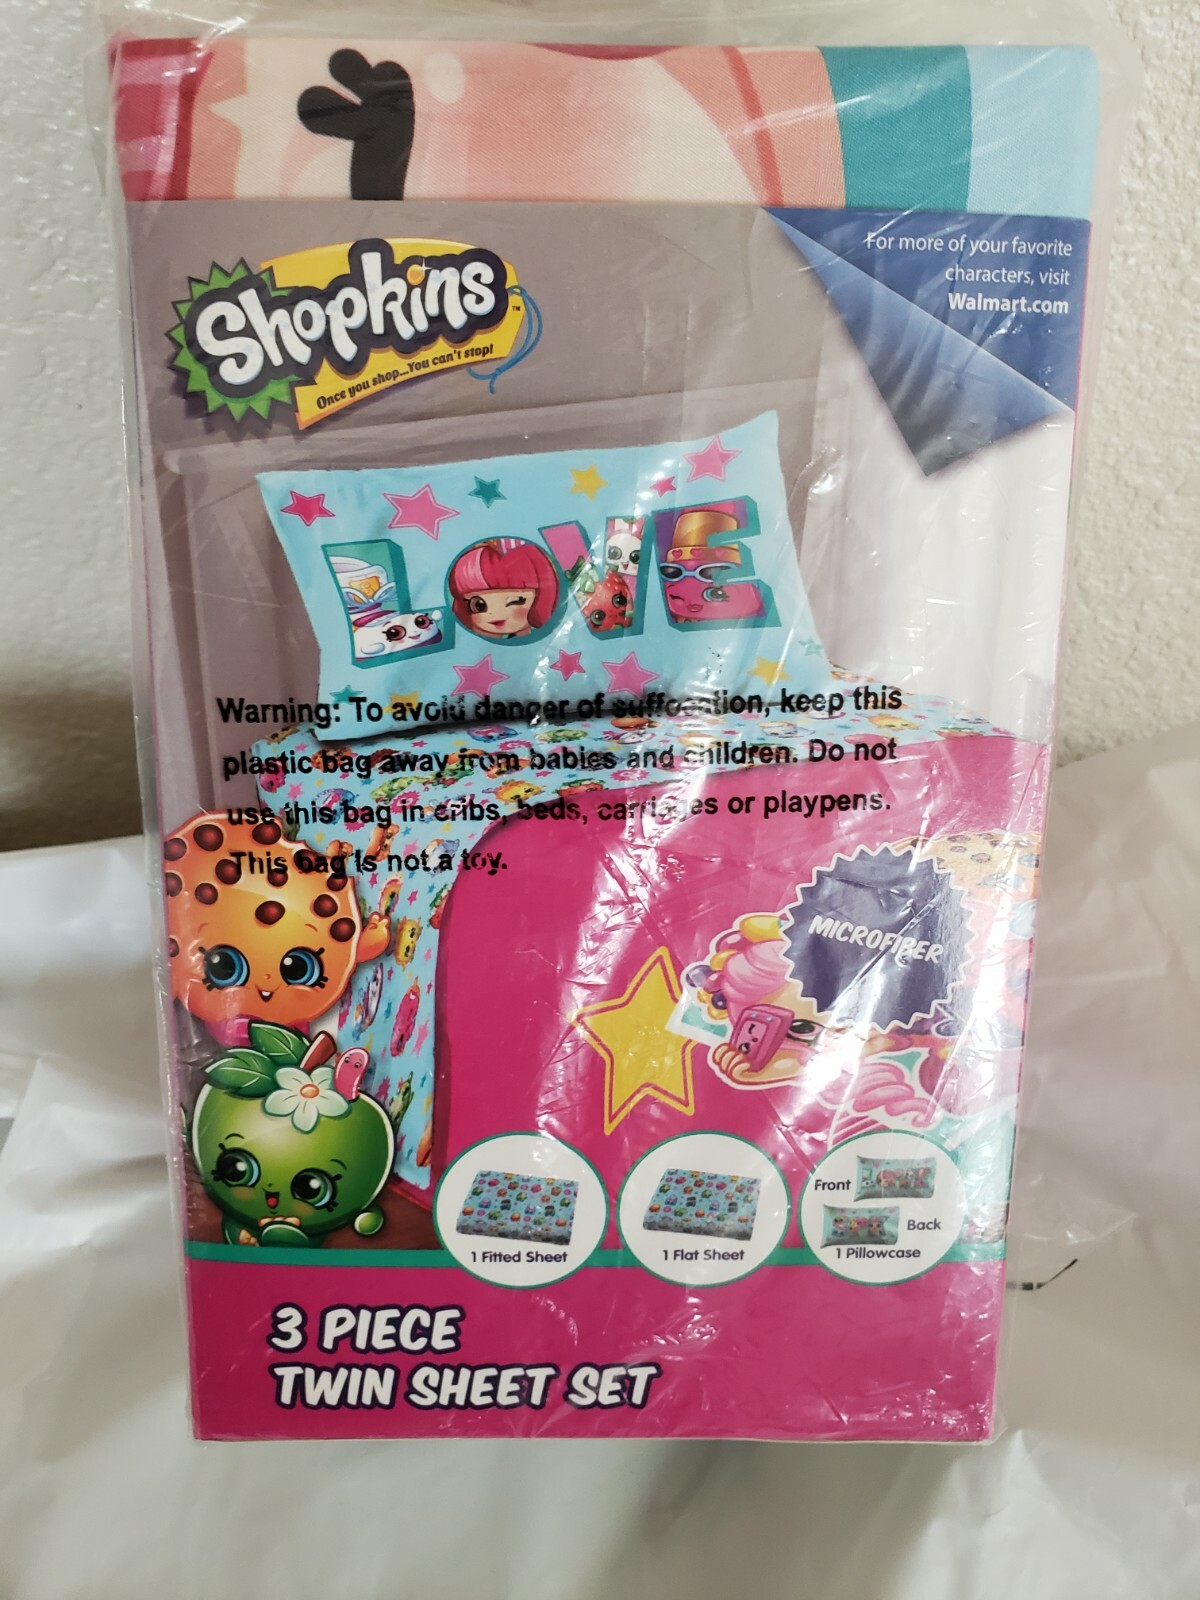 For more of your favorite
characters, visit
Walmart.com
Shopkins™
Once you shop...You can't stop!
LOVE
Warning: To avoid danger of suffocation, keep this
plastic bag away from babies and children. Do not
use this bag in cribs, beds, carriages or playpens.
This bag is not a toy.
MICROFIBER
1 Fitted Sheet
1 Flat Sheet
Front
Back
1 Pillowcase
3 PIECE
TWIN SHEET SET